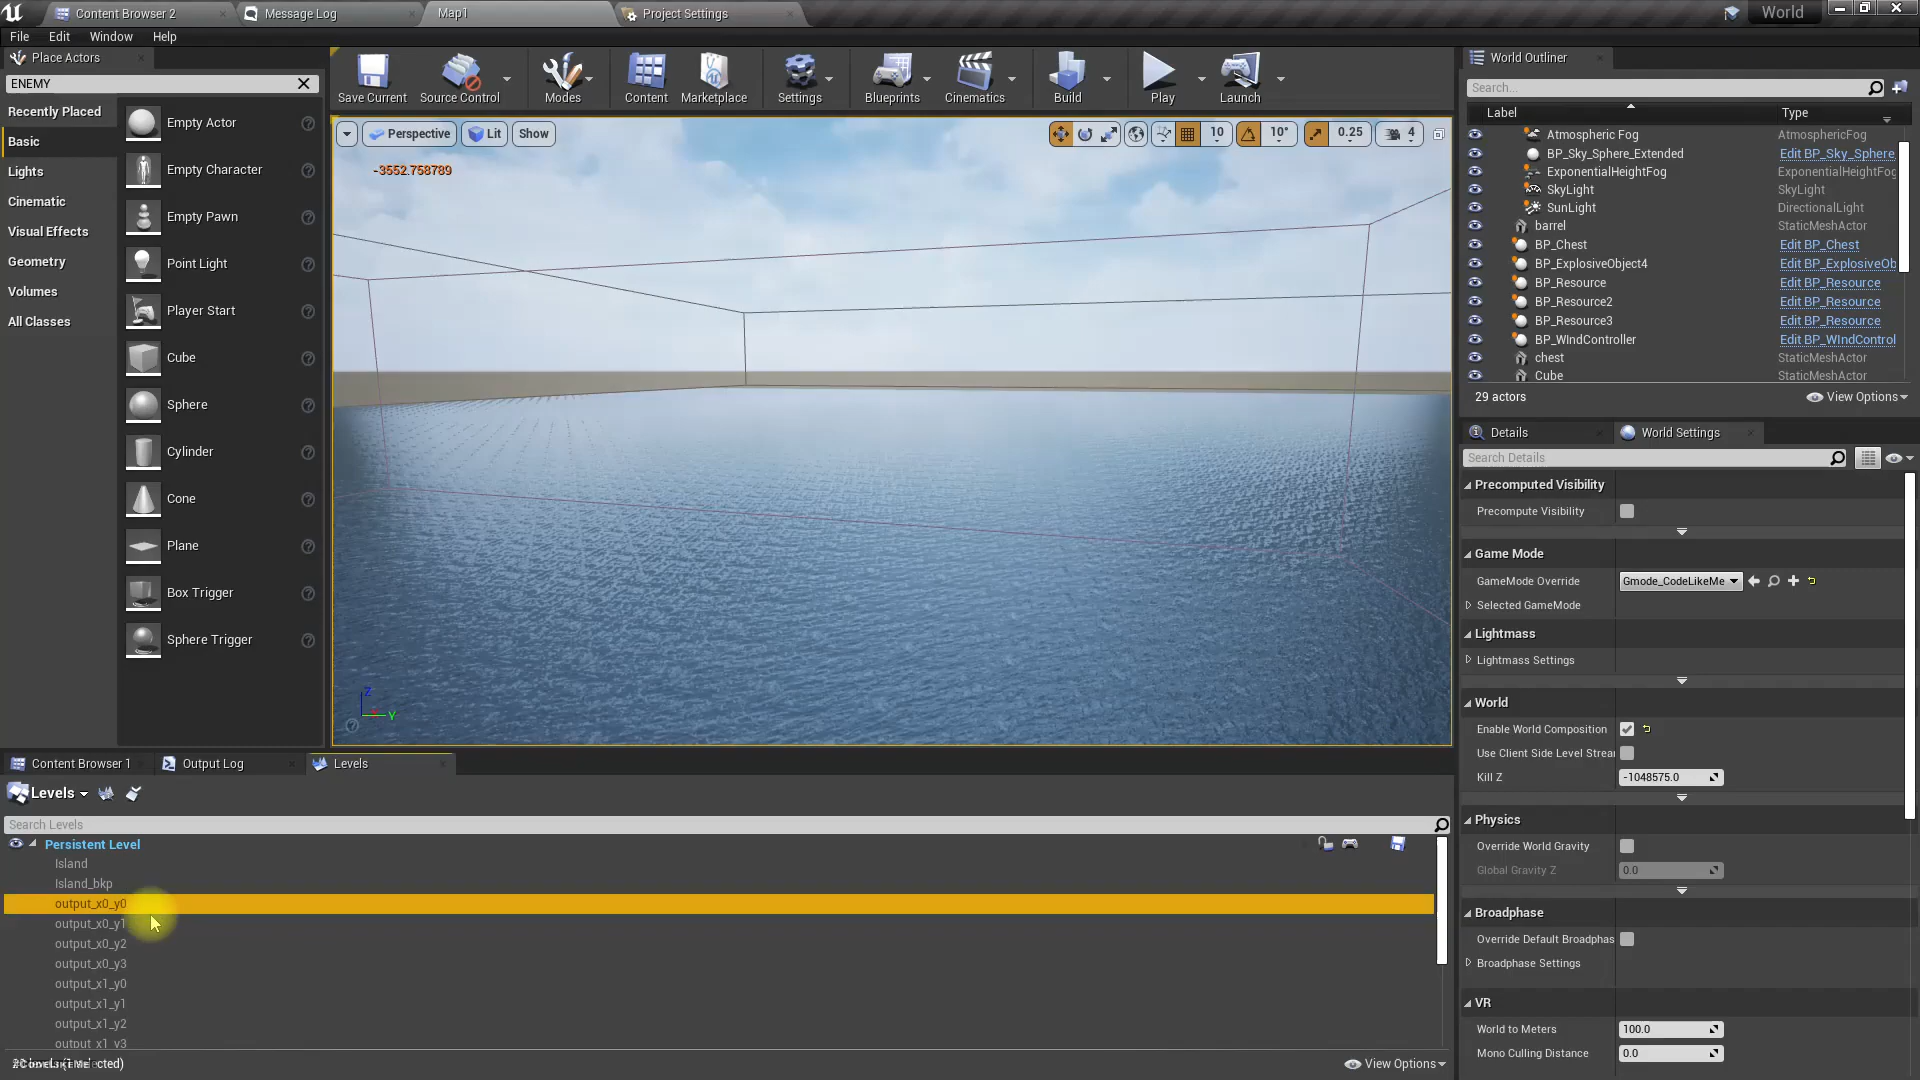 Content Browser 2
Message Log
Map1
Project Settings
World
File
Edit
Window
Help
Place Actors
ENEMY
Recently Placed
Basic
Lights
Cinematic
Visual Effects
Geometry
Volumes
All Classes
Empty Actor
Empty Character
Empty Pawn
Point Light
Player Start
Cube
Sphere
Cylinder
Cone
Plane
Box Trigger
Sphere Trigger
Save Current
Source Control
Modes
Content
Marketplace
Settings
Blueprints
Cinematics
Build
Play
Launch
Perspective
Lit
Show
10
10°
0.25
4
-3552.758789
Z
Y
World Outliner
Search...
Label
Type
Atmospheric Fog
AtmosphericFog
BP_Sky_Sphere_Extended
Edit BP_Sky_Sphere
ExponentialHeightFog
ExponentialHeightFog
SkyLight
SkyLight
SunLight
DirectionalLight
barrel
StaticMeshActor
BP_Chest
Edit BP_Chest
BP_ExplosiveObject4
Edit BP_ExplosiveOb
BP_Resource
Edit BP_Resource
BP_Resource2
Edit BP_Resource
BP_Resource3
Edit BP_Resource
BP_WIndController
Edit BP_WIndControl
chest
StaticMeshActor
Cube
StaticMeshActor
29 actors
View Options
Details
World Settings
Search Details
Precomputed Visibility
Precompute Visibility
Game Mode
GameMode Override
Gmode_CodeLikeMe
Selected GameMode
Lightmass
Lightmass Settings
World
Enable World Composition
Use Client Side Level Strear
Kill Z
-1048575.0
Physics
Override World Gravity
Global Gravity Z
0.0
Broadphase
Override Default Broadphas
Broadphase Settings
VR
World to Meters
100.0
Mono Culling Distance
0.0
Content Browser 1
Output Log
Levels
Levels
Search Levels
Persistent Level
Island
Island_bkp
output_x0_y0
output_x0_y1
output_x0_y2
output_x0_y3
output_x1_y0
output_x1_y1
output_x1_y2
output_x1_y3
View Options